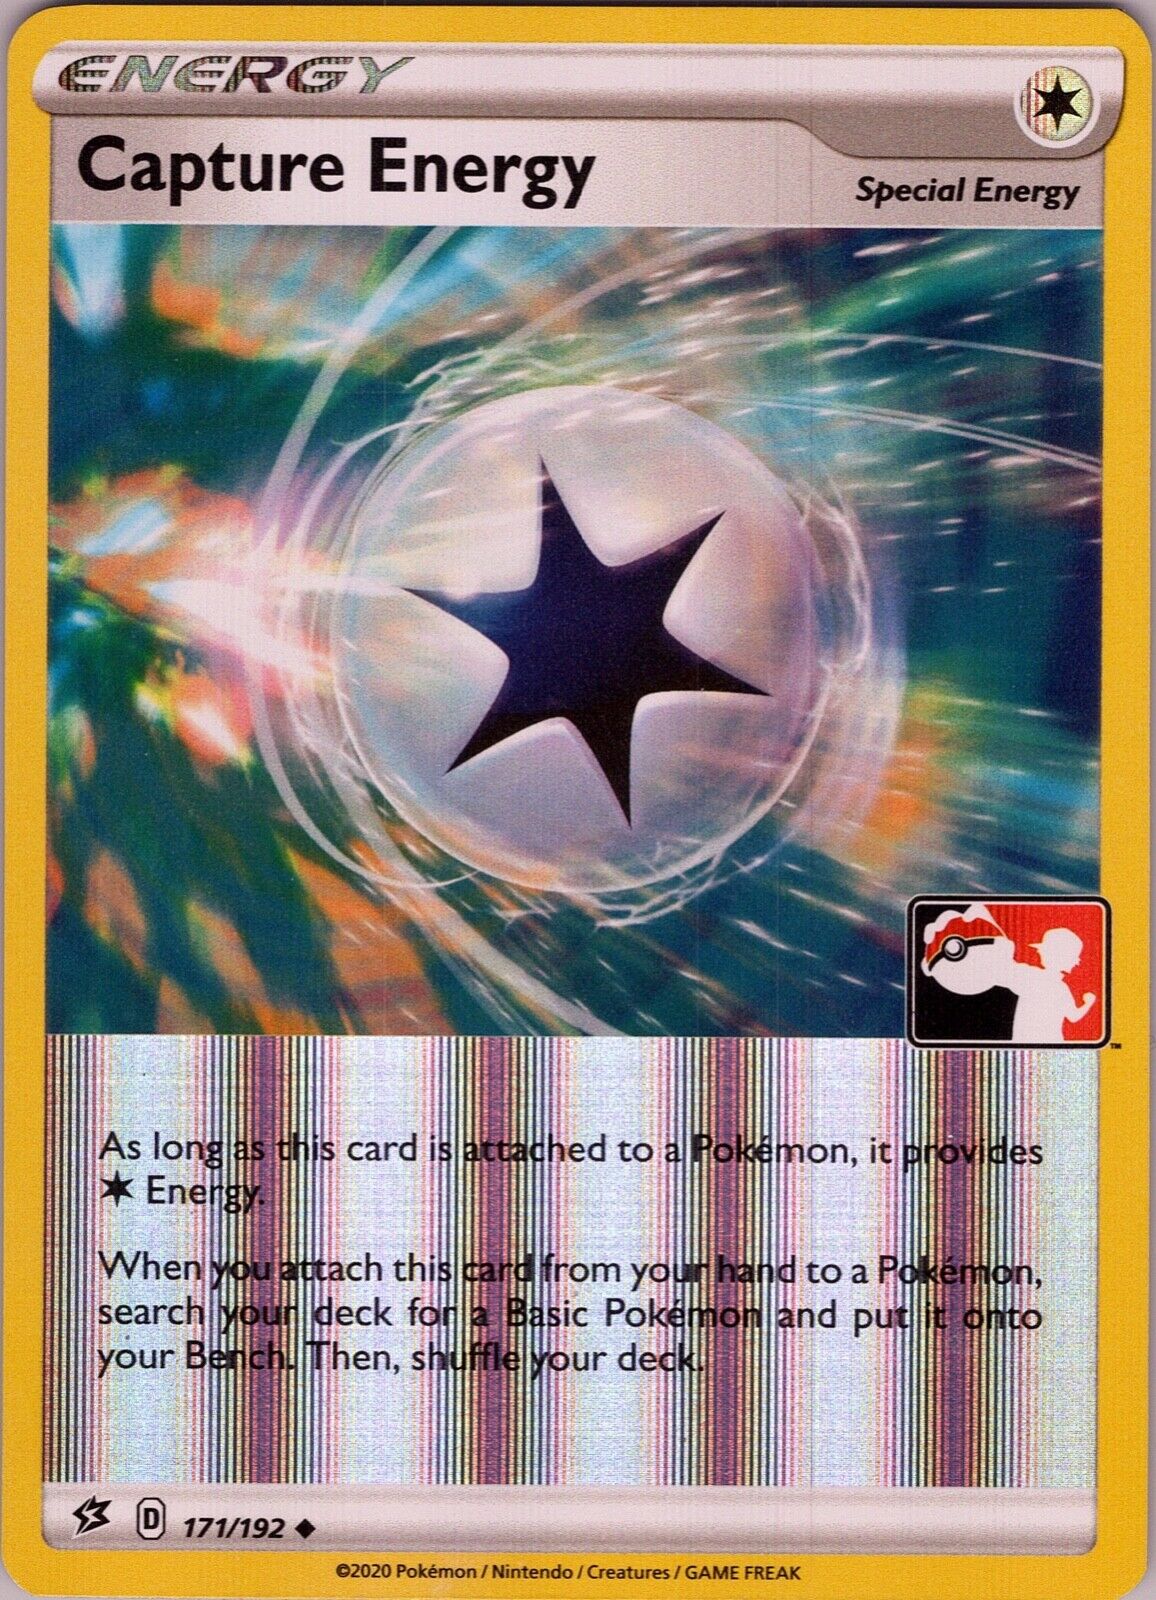 ENERGY
Capture Energy
Special Energy
™
As long as this card is attached to a Pokémon, it provides
Energy.
When you attach this card from your hand to a Pokémon,
search your deck for a Basic Pokémon and put it onto
your Bench. Then, shuffle your deck.
D 171/192
©2020 Pokémon / Nintendo / Creatures / GAME FREAK